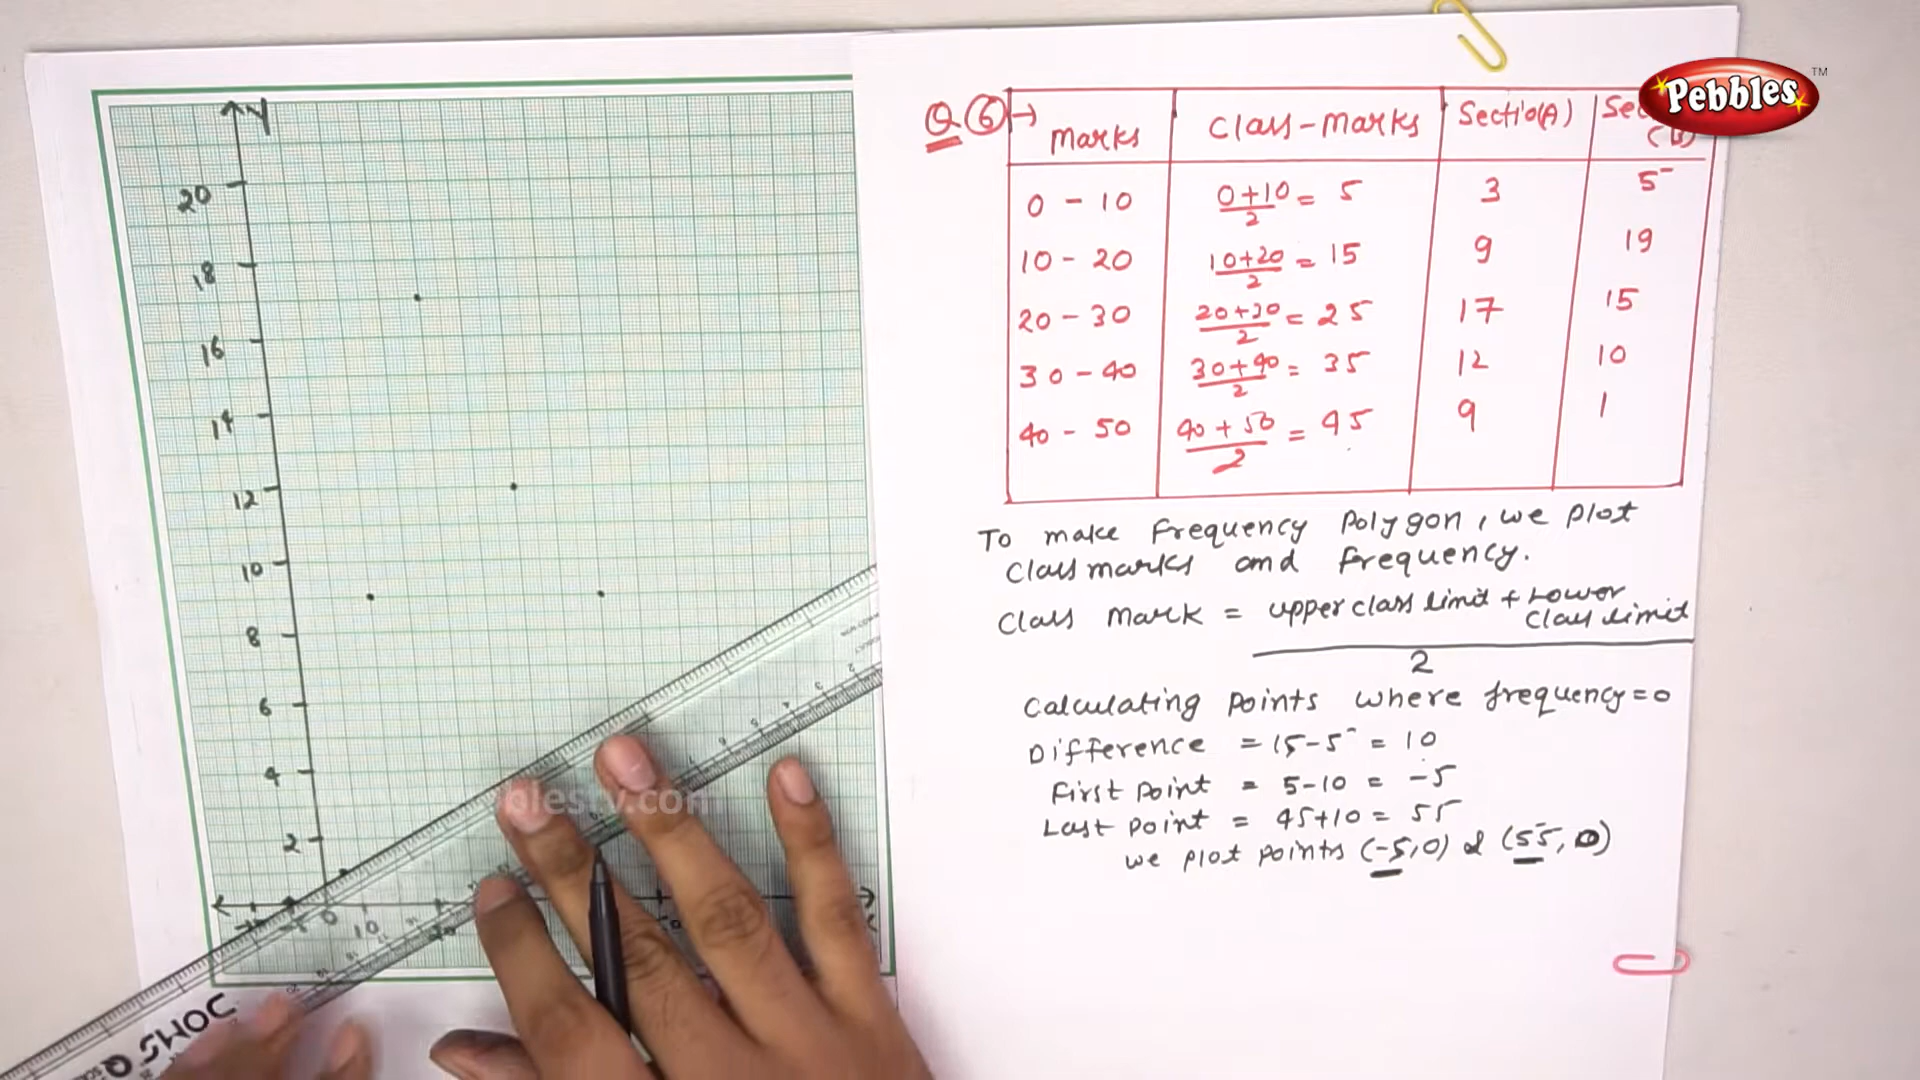 Pebbles TM
Q 6 →
Marks Class-Marks Sectio(A)
0 - 10 0+10/2 = 5 3 5
10 - 20 10+20/2 = 15 9 19
20 - 30 20+30/2 = 25 17 15
30 - 40 30+40/2 = 35 12 10
40 - 50 40+50/2 = 45 9 1
To make Frequency Polygon, we plot
Class marks and frequency.
Class Mark = upper class limit + Lower
Class limit
2
Calculating Points where frequency=0
Difference = 15-5 = 10
First Point = 5-10 = -5
Last point = 45+10 = 55
we plot points (-5,0) & (55, 0)
Y
20
18
16
14
12
10
8
6
4
2
0 10
DOMS